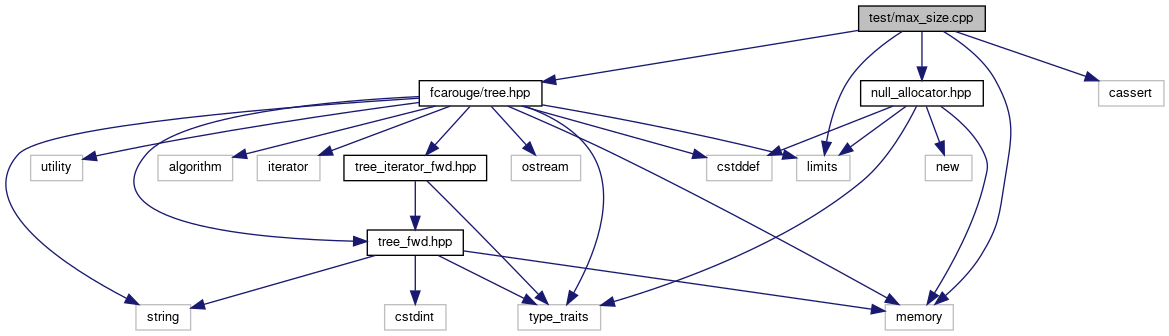 test/max_size.cpp
fcarouge/tree.hpp
null_allocator.hpp
cassert
utility
algorithm
iterator
tree_iterator_fwd.hpp
ostream
cstddef
limits
new
tree_fwd.hpp
string
cstdint
type_traits
memory